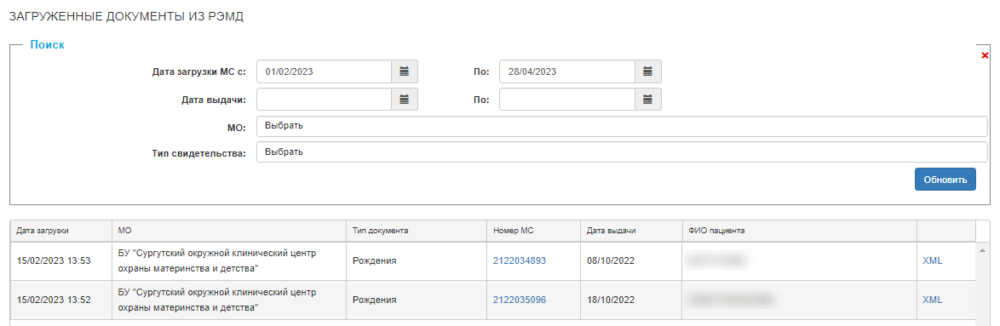 ЗАГРУЖЕННЫЕ ДОКУМЕНТЫ ИЗ РЭМД
Поиск
Дата загрузки МС с: 01/02/2023 По: 28/04/2023
Дата выдачи: По:
МО: Выбрать
Тип свидетельства: Выбрать
Обновить
Дата загрузки МО Тип документа Номер МС Дата выдачи ФИО пациента
15/02/2023 13:53 БУ "Сургутский окружной клинический центр охраны материнства и детства" Рождения 2122034893 08/10/2022 XML
15/02/2023 13:52 БУ "Сургутский окружной клинический центр охраны материнства и детства" Рождения 2122035096 18/10/2022 XML